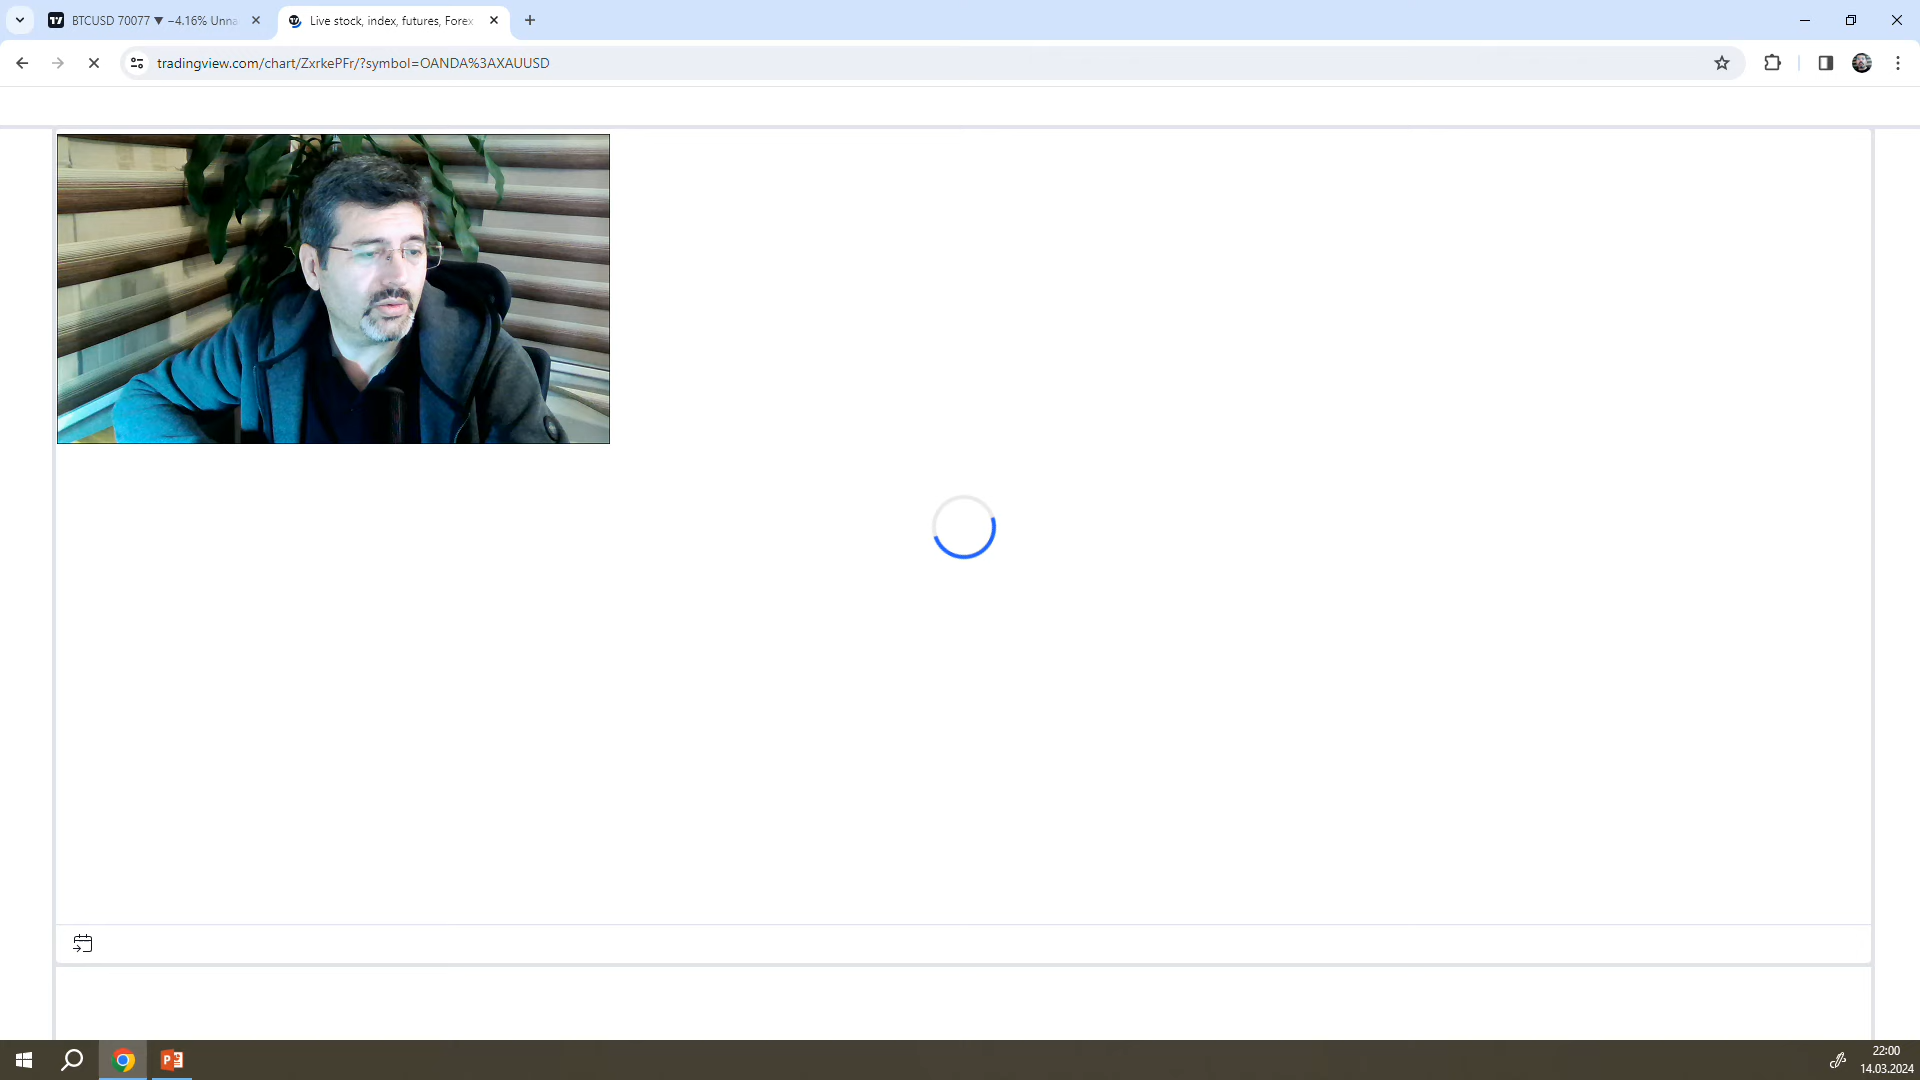 BTCUSD 70077 ▼ −4.16% Unna
Live stock, index, futures, Forex
tradingview.com/chart/ZxrkePFr/?symbol=OANDA%3AXAUUSD
22:00
14.03.2024